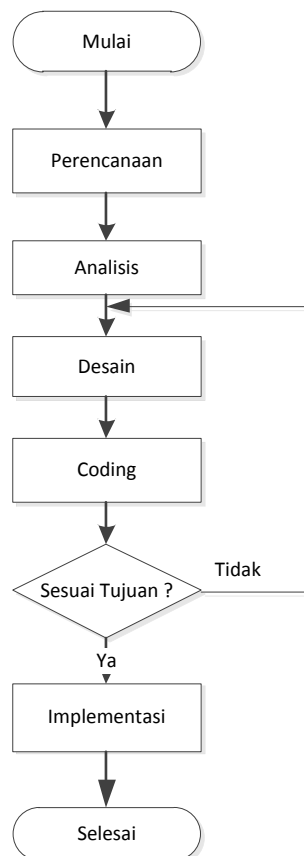 Mulai
Perencanaan
Analisis
Desain
Coding
Sesuai Tujuan ?
Tidak
Ya
Implementasi
Selesai